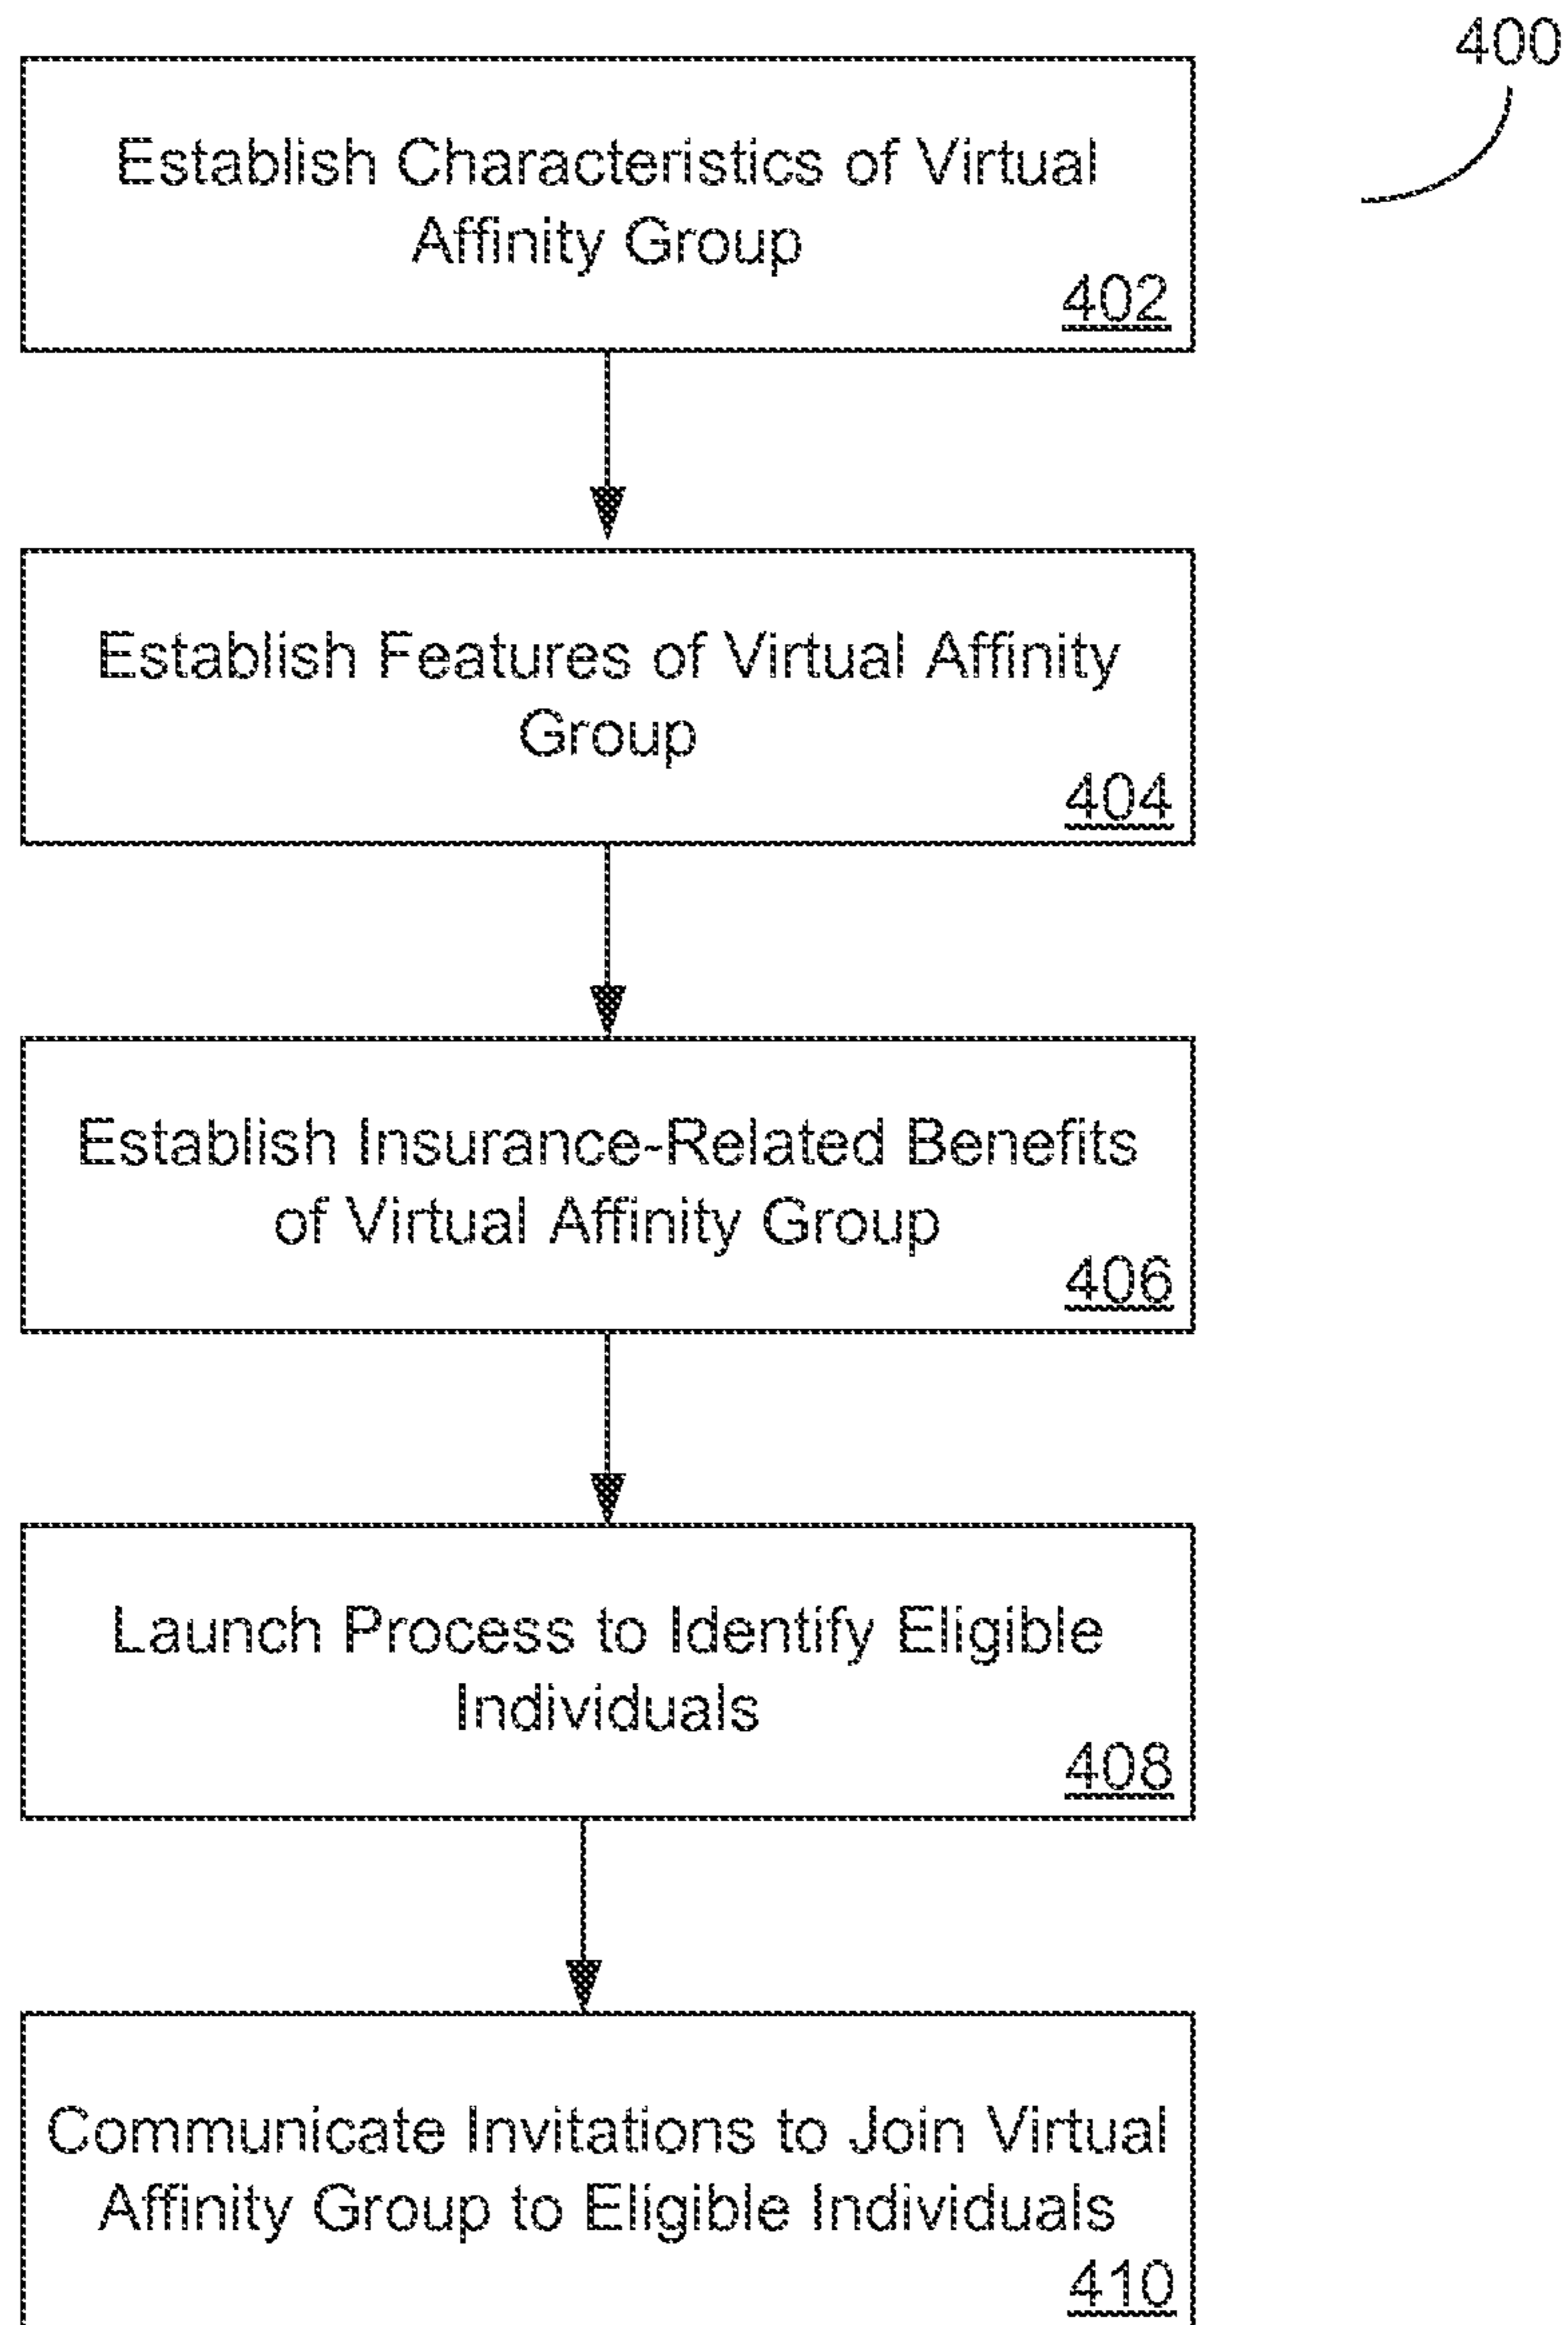 400
Establish Characteristics of Virtual
Affinity Group
402
Establish Features of Virtual Affinity
Group
404
Establish Insurance-Related Benefits
of Virtual Affinity Group
406
Launch Process to Identify Eligible
Individuals
408
Communicate Invitations to Join Virtual
Affinity Group to Eligible Individuals
410